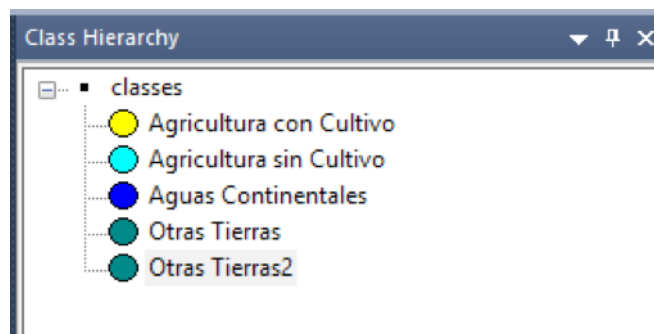 Class Hierarchy
classes
Agricultura con Cultivo
Agricultura sin Cultivo
Aguas Continentales
Otras Tierras
Otras Tierras2